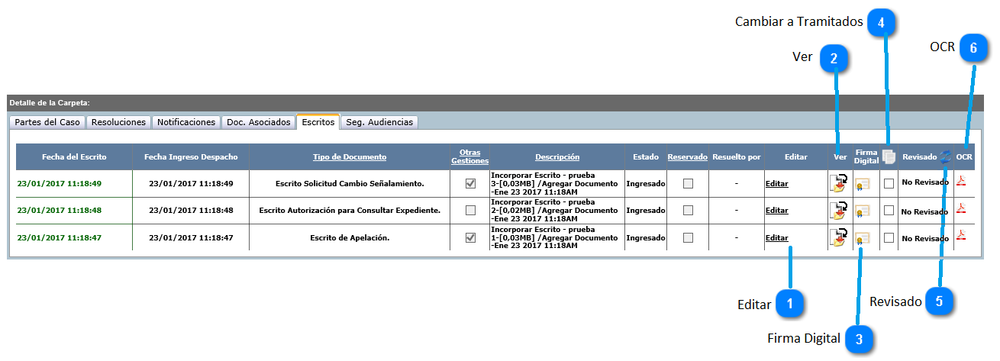 Cambiar a Tramitados 4
Ver 2
OCR 6
Detalle de la Carpeta:
Partes del Caso Resoluciones Notificaciones Doc. Asociados Escritos Seg. Audiencias
Fecha del Escrito Fecha Ingreso Despacho Tipo de Documento Otras Gestiones Descripción Estado Reservado Resuelto por Editar Ver Firma Digital Revisado OCR
23/01/2017 11:18:49 23/01/2017 11:18:49 Escrito Solicitud Cambio Señalamiento. Incorporar Escrito - prueba
3-[0,03MB] /Agregar Documento Ingresado - Editar No Revisado
-Ene 23 2017 11:18AM
23/01/2017 11:18:48 23/01/2017 11:18:48 Escrito Autorización para Consultar Expediente. Incorporar Escrito - prueba
2-[0,02MB] /Agregar Documento Ingresado - Editar No Revisado
-Ene 23 2017 11:18AM
23/01/2017 11:18:47 23/01/2017 11:18:47 Escrito de Apelación. Incorporar Escrito - prueba
1-[0,03MB] /Agregar Documento Ingresado - Editar No Revisado
-Ene 23 2017 11:18AM
Editar 1
Revisado 5
Firma Digital 3